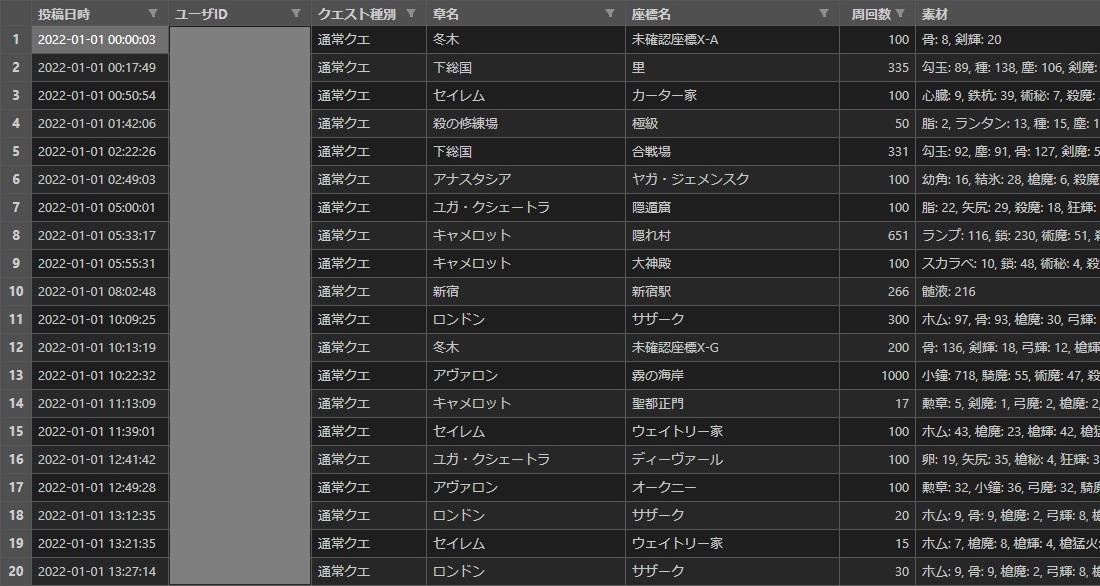 投稿日時 ユーザID クエスト種別 章名 座標名 周回数 素材
1 2022-01-01 00:00:03 通常クエ 冬木 未確認座標X-A 100 骨: 8, 剣輝: 20
2 2022-01-01 00:17:49 通常クエ 下総国 里 335 勾玉: 89, 種: 138, 塵: 106, 剣魔:
3 2022-01-01 00:50:54 通常クエ セイレム カーター家 100 心臓: 9, 鉄杭: 39, 術秘: 7, 殺魔:
4 2022-01-01 01:42:06 通常クエ 殺の修練場 極級 50 脂: 2, ランタン: 13, 種: 15, 塵: 1
5 2022-01-01 02:22:26 通常クエ 下総国 合戦場 331 勾玉: 92, 塵: 91, 骨: 127, 剣魔: 5
6 2022-01-01 02:49:03 通常クエ アナスタシア ヤガ・ジェメンスク 100 幼角: 16, 結氷: 28, 槍魔: 6, 殺魔
7 2022-01-01 05:00:01 通常クエ ユガ・クシェートラ 隠遁窟 100 脂: 22, 矢尻: 29, 殺魔: 18, 狂輝:
8 2022-01-01 05:33:17 通常クエ キャメロット 隠れ村 651 ランプ: 116, 鎖: 230, 術魔: 51,
9 2022-01-01 05:55:31 通常クエ キャメロット 大神殿 100 スカラベ: 10, 鎖: 48, 術秘: 4, 殺
10 2022-01-01 08:02:48 通常クエ 新宿 新宿駅 266 髄液: 216
11 2022-01-01 10:09:25 通常クエ ロンドン サザーク 300 ホム: 97, 骨: 93, 槍魔: 30, 弓輝:
12 2022-01-01 10:13:19 通常クエ 冬木 未確認座標X-G 200 骨: 136, 剣輝: 18, 弓輝: 12, 槍輝
13 2022-01-01 10:22:32 通常クエ アヴァロン 霧の海岸 1000 小鐘: 718, 騎魔: 55, 術魔: 47, 殺
14 2022-01-01 11:13:09 通常クエ キャメロット 聖都正門 17 勲章: 5, 剣魔: 1, 弓魔: 2, 槍魔: 2,
15 2022-01-01 11:39:01 通常クエ セイレム ウェイトリー家 100 ホム: 43, 槍魔: 23, 槍輝: 42, 槍猛
16 2022-01-01 12:41:42 通常クエ ユガ・クシェートラ ディーヴァール 100 卵: 19, 矢尻: 35, 槍秘: 4, 狂輝: 3
17 2022-01-01 12:49:28 通常クエ アヴァロン オークニー 100 勲章: 32, 小鐘: 36, 弓魔: 32, 騎魔
18 2022-01-01 13:12:35 通常クエ ロンドン サザーク 20 ホム: 9, 骨: 9, 槍魔: 2, 弓輝: 8, 槍
19 2022-01-01 13:21:35 通常クエ セイレム ウェイトリー家 15 ホム: 7, 槍魔: 8, 槍輝: 4, 槍猛火:
20 2022-01-01 13:27:14 通常クエ ロンドン サザーク 30 ホム: 9, 骨: 9, 槍魔: 2, 弓輝: 8, 槍